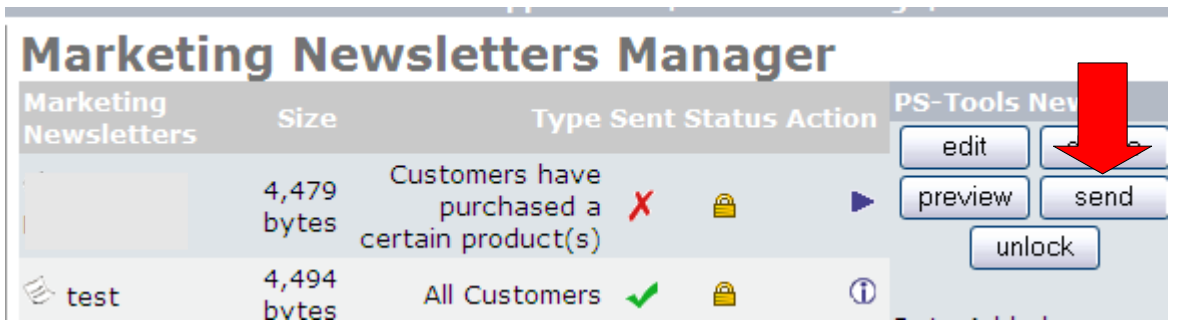 Marketing Newsletters Manager
Marketing
Newsletters
Size
Type Sent Status Action
4,479
bytes
Customers have
purchased a
certain product(s)
test
4,494
bytes
All Customers
PS-Tools New
edit
preview
send
unlock